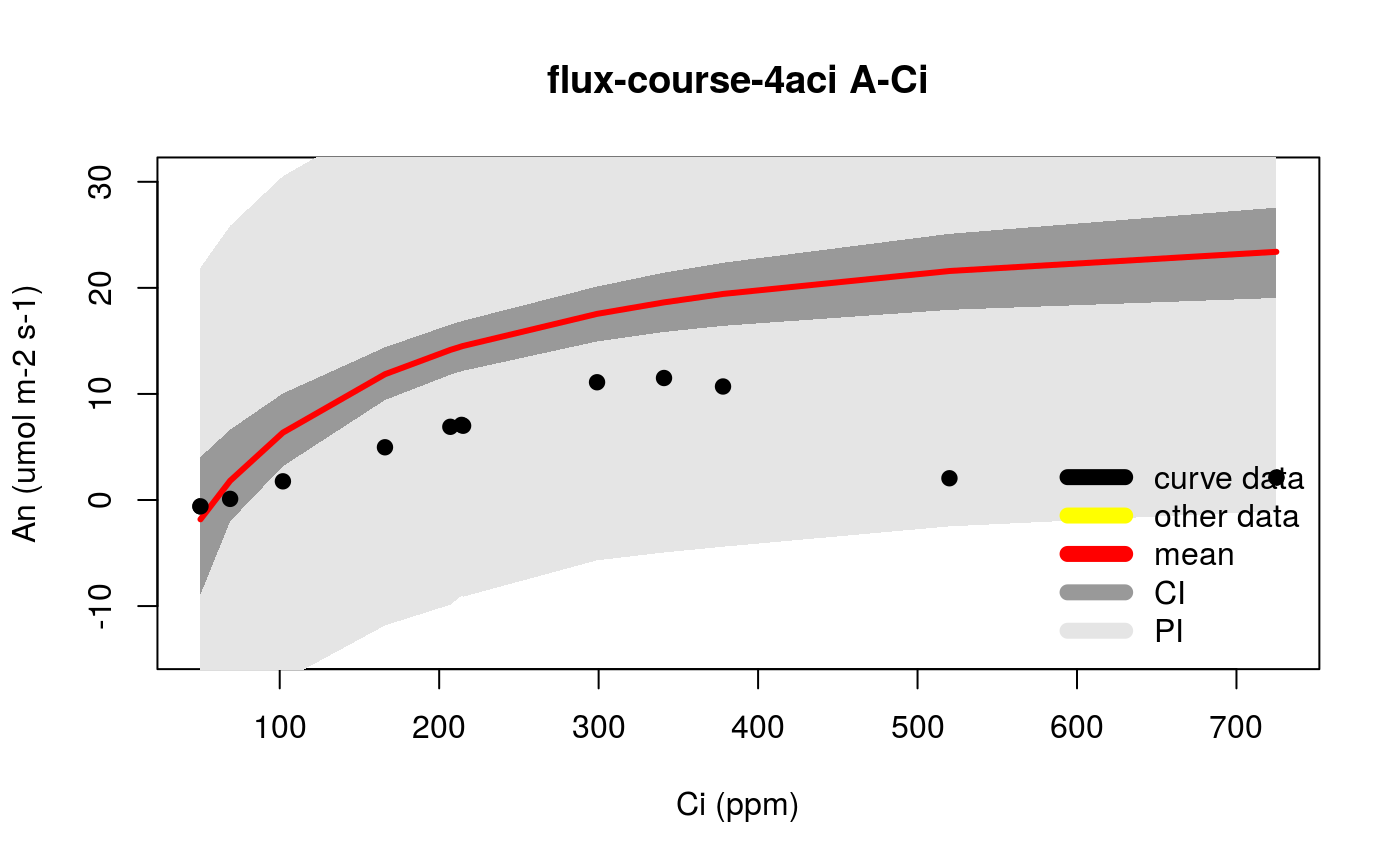 flux-course-4aci A-Ci
An (umol m-2 s-1)
30
20
10
0
-10
curve data
other data
mean
CI
PI
100 200 300 400 500 600 700
Ci (ppm)